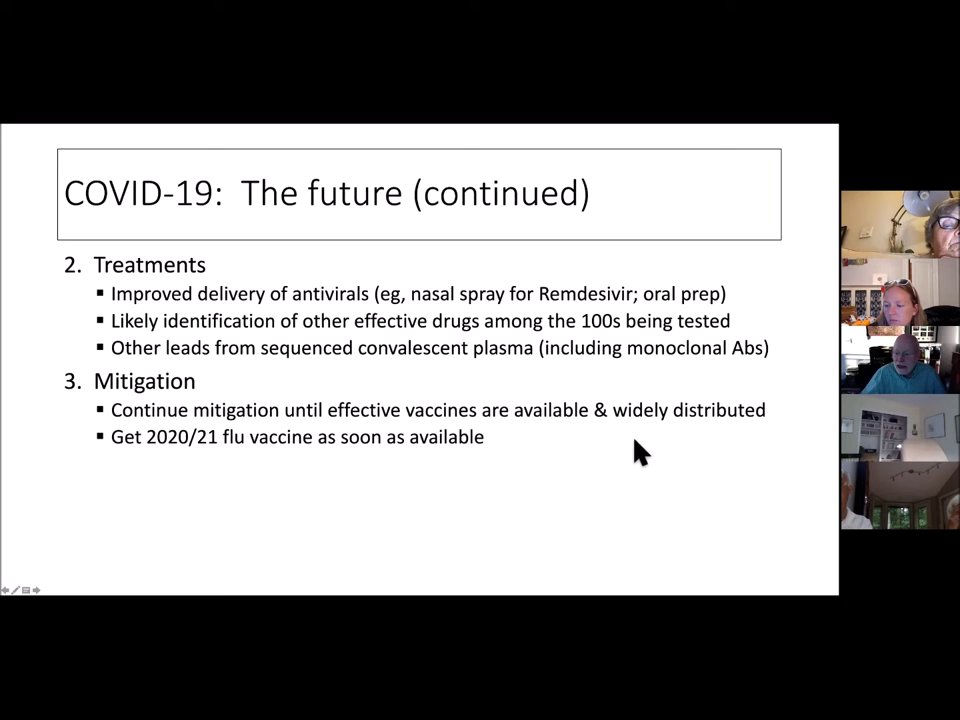 COVID-19: The future (continued)
2. Treatments
▪ Improved delivery of antivirals (eg, nasal spray for Remdesivir; oral prep)
▪ Likely identification of other effective drugs among the 100s being tested
▪ Other leads from sequenced convalescent plasma (including monoclonal Abs)
3. Mitigation
▪ Continue mitigation until effective vaccines are available & widely distributed
▪ Get 2020/21 flu vaccine as soon as available